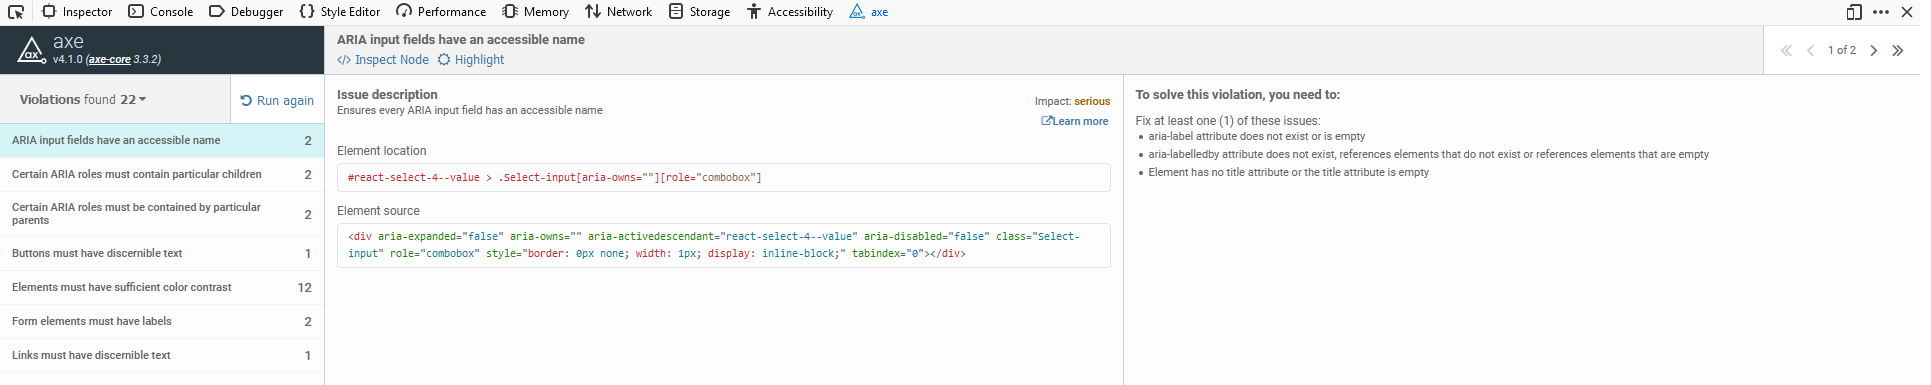 Inspector Console Debugger Style Editor Performance Memory Network Storage Accessibility axe
axe
v4.1.0 (axe-core 3.3.2)
ARIA input fields have an accessible name
</> Inspect Node Highlight
1 of 2
Violations found 22
Run again
ARIA input fields have an accessible name 2
Certain ARIA roles must contain particular children 2
Certain ARIA roles must be contained by particular
parents 2
Buttons must have discernible text 1
Elements must have sufficient color contrast 12
Form elements must have labels 2
Links must have discernible text 1
Issue description
Ensures every ARIA input field has an accessible name
Impact: serious
Learn more
Element location
#react-select-4--value > .Select-input[aria-owns=""][role="combobox"]
Element source
<div aria-expanded="false" aria-owns="" aria-activedescendant="react-select-4--value" aria-disabled="false" class="Select-
input" role="combobox" style="border: 0px none; width: 1px; display: inline-block;" tabindex="0"></div>
To solve this violation, you need to:
Fix at least one (1) of these issues:
• aria-label attribute does not exist or is empty
• aria-labelledby attribute does not exist, references elements that do not exist or references elements that are empty
• Element has no title attribute or the title attribute is empty